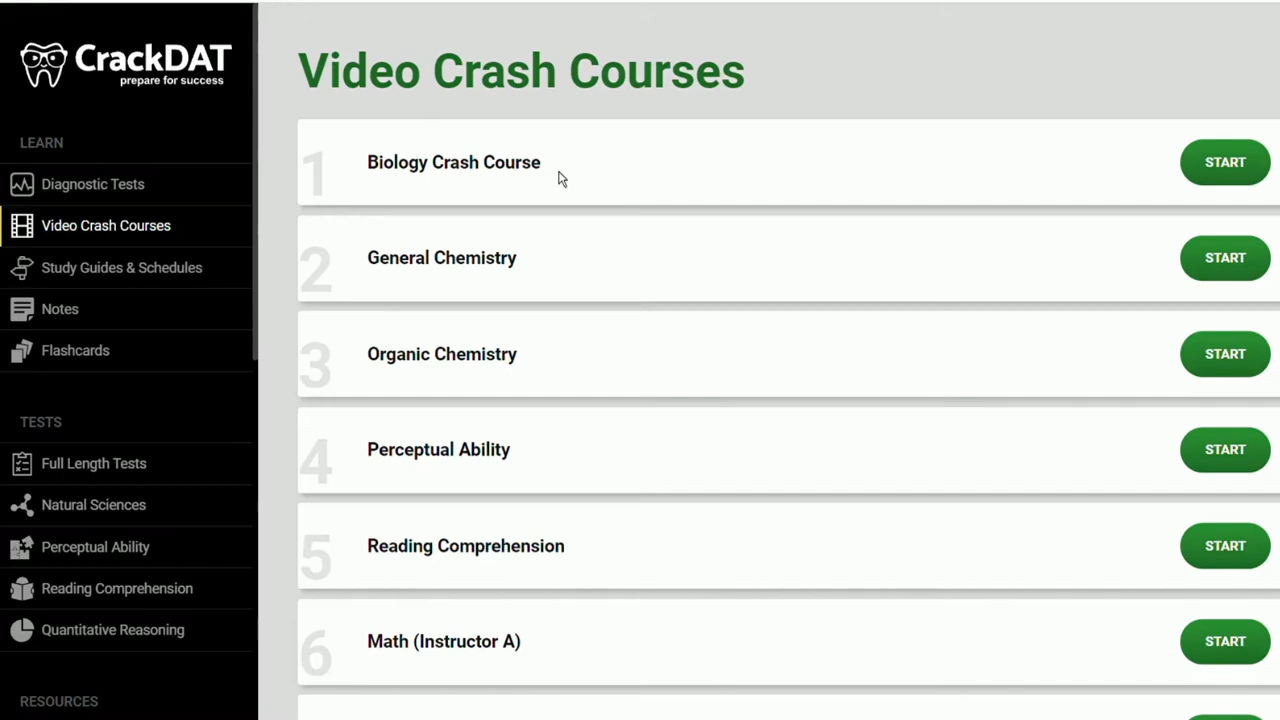 CrackDAT
prepare for success
LEARN
Diagnostic Tests
Video Crash Courses
Study Guides & Schedules
Notes
Flashcards
TESTS
Full Length Tests
Natural Sciences
Perceptual Ability
Reading Comprehension
Quantitative Reasoning
RESOURCES
Video Crash Courses
1 Biology Crash Course START
2 General Chemistry START
3 Organic Chemistry START
4 Perceptual Ability START
5 Reading Comprehension START
6 Math (Instructor A) START